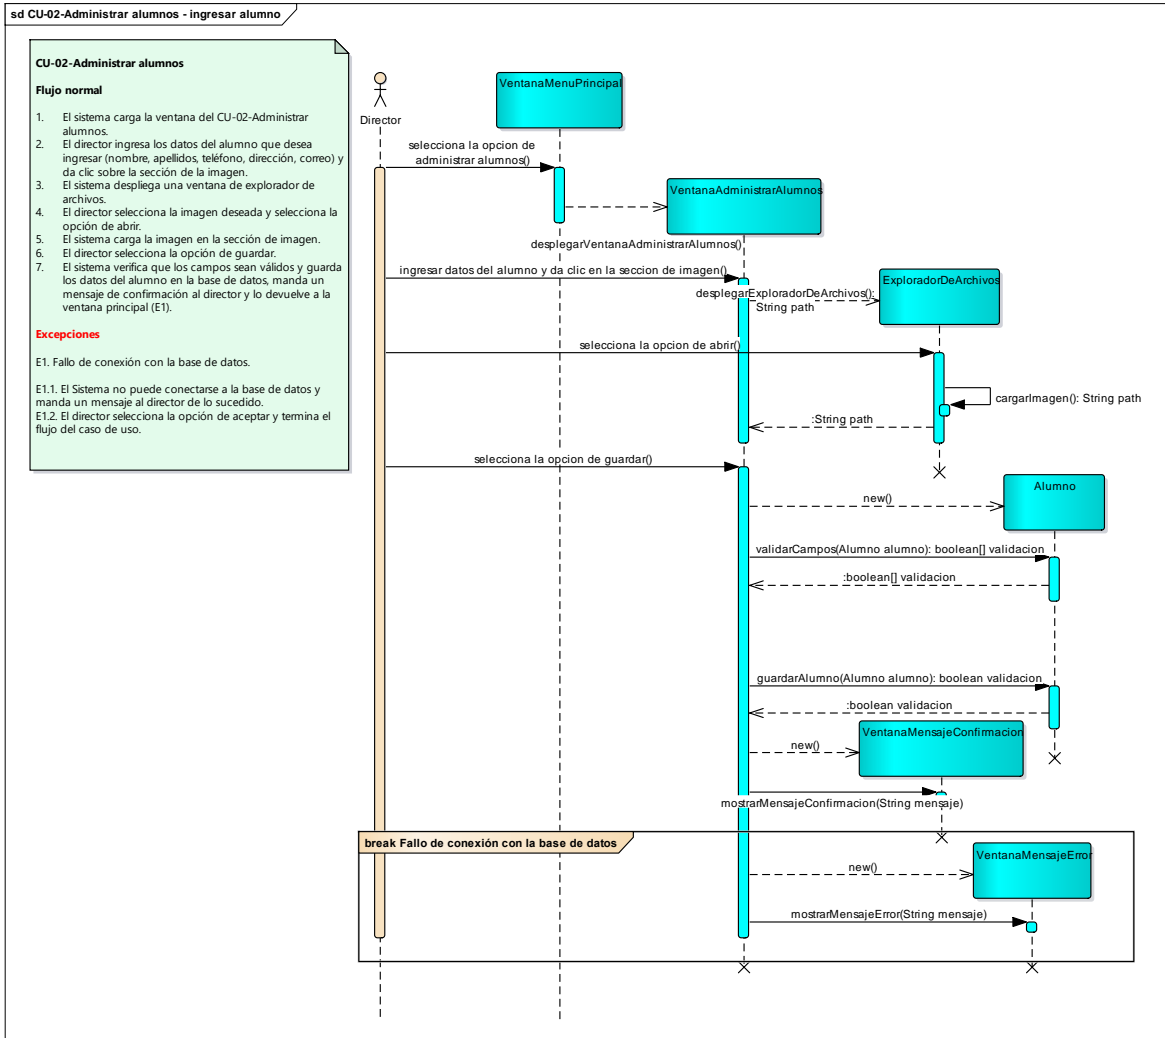 sd CU-02-Administrar alumnos - ingresar alumno
CU-02-Administrar alumnos
Flujo normal
1. El sistema carga la ventana del CU-02-Administrar
alumnos.
2. El director ingresa los datos del alumno que desea
ingresar (nombre, apellidos, teléfono, dirección, correo) y
da clic sobre la sección de la imagen.
3. El sistema despliega una ventana de explorador de
archivos.
4. El director selecciona la imagen deseada y selecciona la
opción de abrir.
5. El sistema carga la imagen en la sección de imagen.
6. El director selecciona la opción de guardar.
7. El sistema verifica que los campos sean válidos y guarda
los datos del alumno en la base de datos, manda un
mensaje de confirmación al director y lo devuelve a la
ventana principal (E1).
Excepciones
E1. Fallo de conexión con la base de datos.
E1.1. El Sistema no puede conectarse a la base de datos y
manda un mensaje al director de lo sucedido.
E1.2. El director selecciona la opción de aceptar y termina el
flujo del caso de uso.
Director
VentanaMenuPrincipal
selecciona la opcion de
administrar alumnos()
VentanaAdministrarAlumnos
desplegarVentanaAdministrarAlumnos()
ingresar datos del alumno y da clic en la seccion de imagen()
ExploradorDeArchivos
desplegarExploradorDeArchivos():
String path
selecciona la opcion de abrir()
cargarImagen(): String path
:String path
selecciona la opcion de guardar()
Alumno
new()
validarCampos(Alumno alumno): boolean[] validacion
:boolean[] validacion
guardarAlumno(Alumno alumno): boolean validacion
:boolean validacion
VentanaMensajeConfirmacion
new()
mostrarMensajeConfirmacion(String mensaje)
break Fallo de conexión con la base de datos
VentanaMensajeError
new()
mostrarMensajeError(String mensaje)